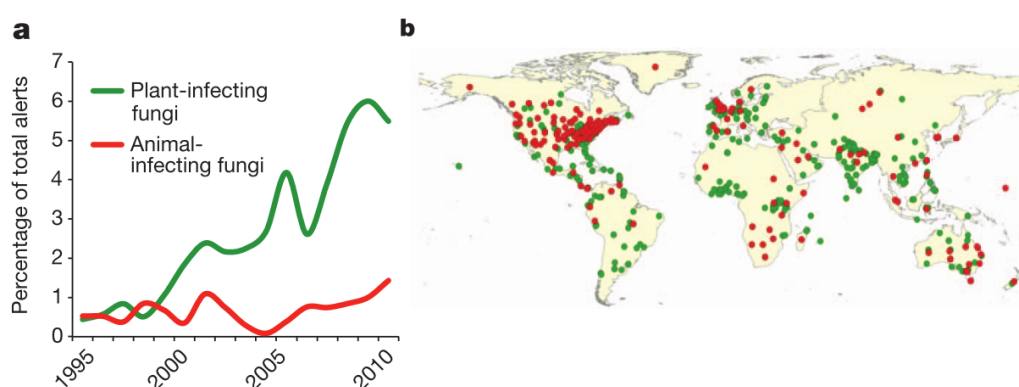 a
b
7
6
5
4
3
2
1
0
Percentage of total alerts
Plant-infecting
fungi
Animal-
infecting fungi
1995
2000
2005
2010